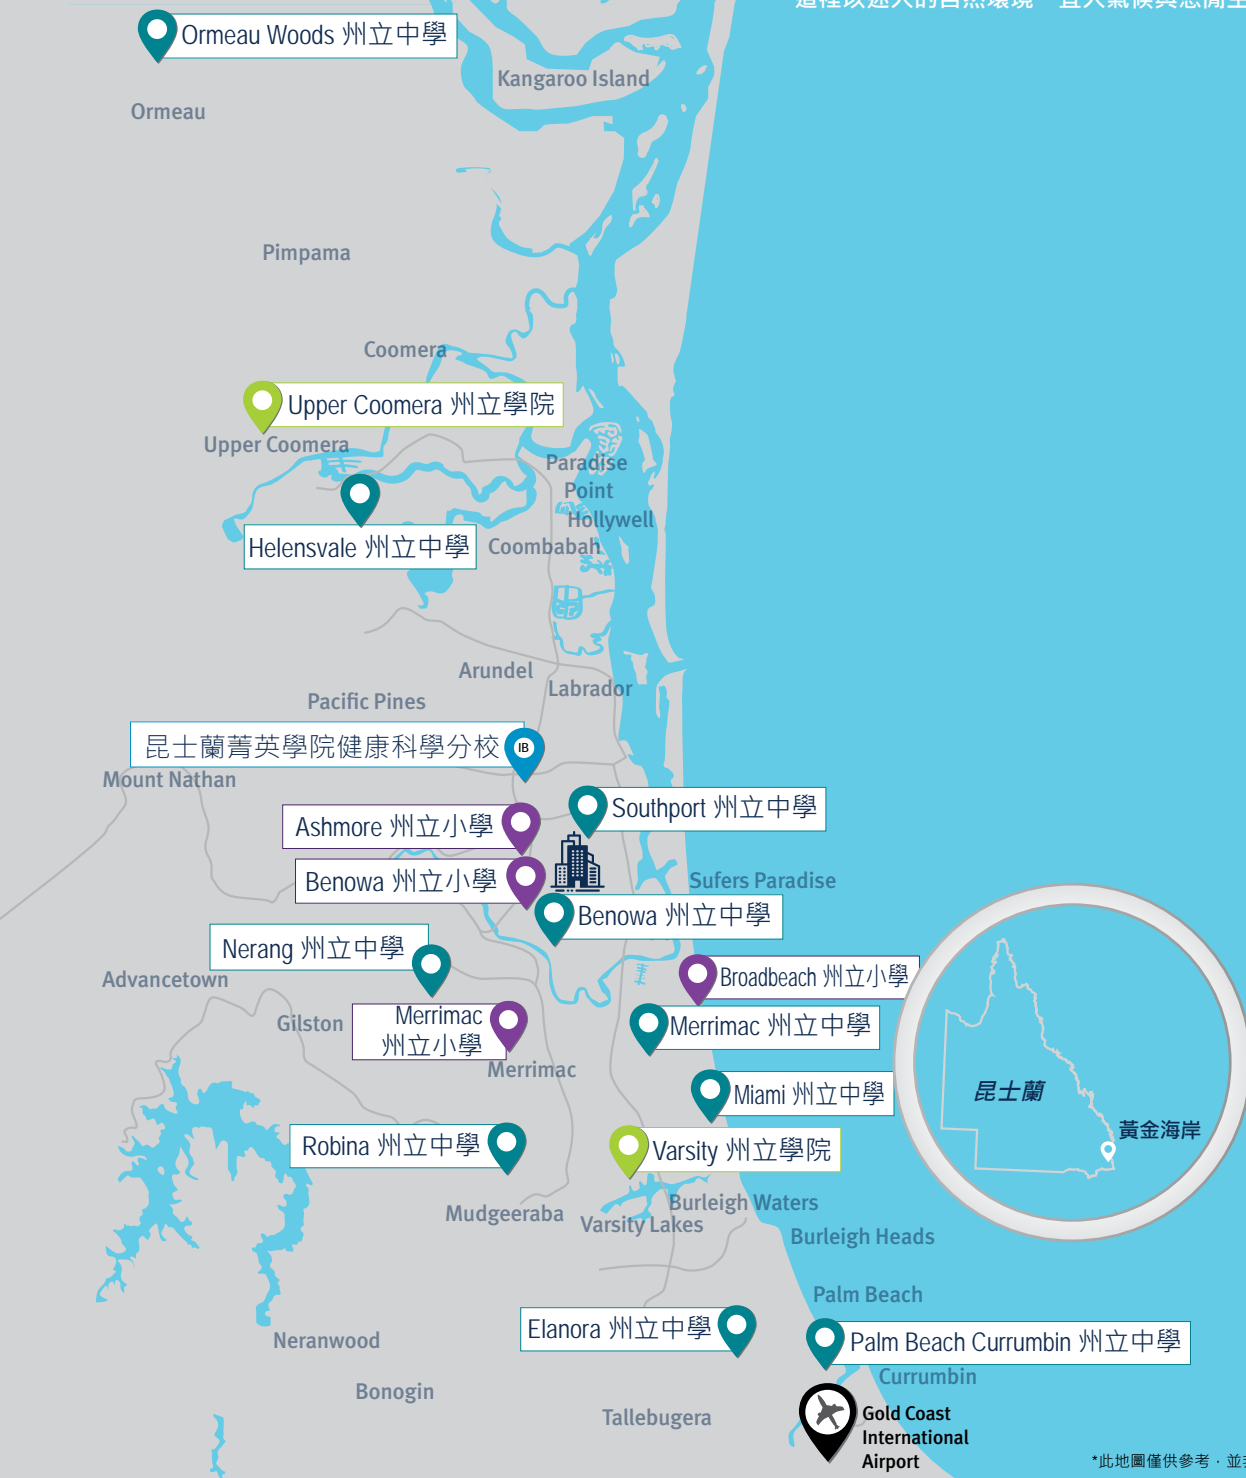 Ormeau Woods 州立中學
Kangaroo Island
Ormeau
Pimpama
Coomera
Upper Coomera 州立學院
Upper Coomera
Paradise
Point
Hollywell
Helensvale 州立中學
Coombabah
Arundel
Labrador
Pacific Pines
昆士蘭菁英學院健康科學分校
IB
Mount Nathan
Southport 州立中學
Ashmore 州立小學
Benowa 州立小學
Sufers Paradise
Benowa 州立中學
Nerang 州立中學
Advancetown
Broadbeach 州立小學
Gilston
Merrimac
州立小學
Merrimac 州立中學
Merrimac
Miami 州立中學
昆士蘭
黃金海岸
Robina 州立中學
Varsity 州立學院
Mudgeeraba
Burleigh Waters
Varsity Lakes
Burleigh Heads
Palm Beach
Elanora 州立中學
Neranwood
Palm Beach Currumbin 州立中學
Currumbin
Bonogin
Tallebugera
Gold Coast
International
Airport
*此地圖僅供參考，並